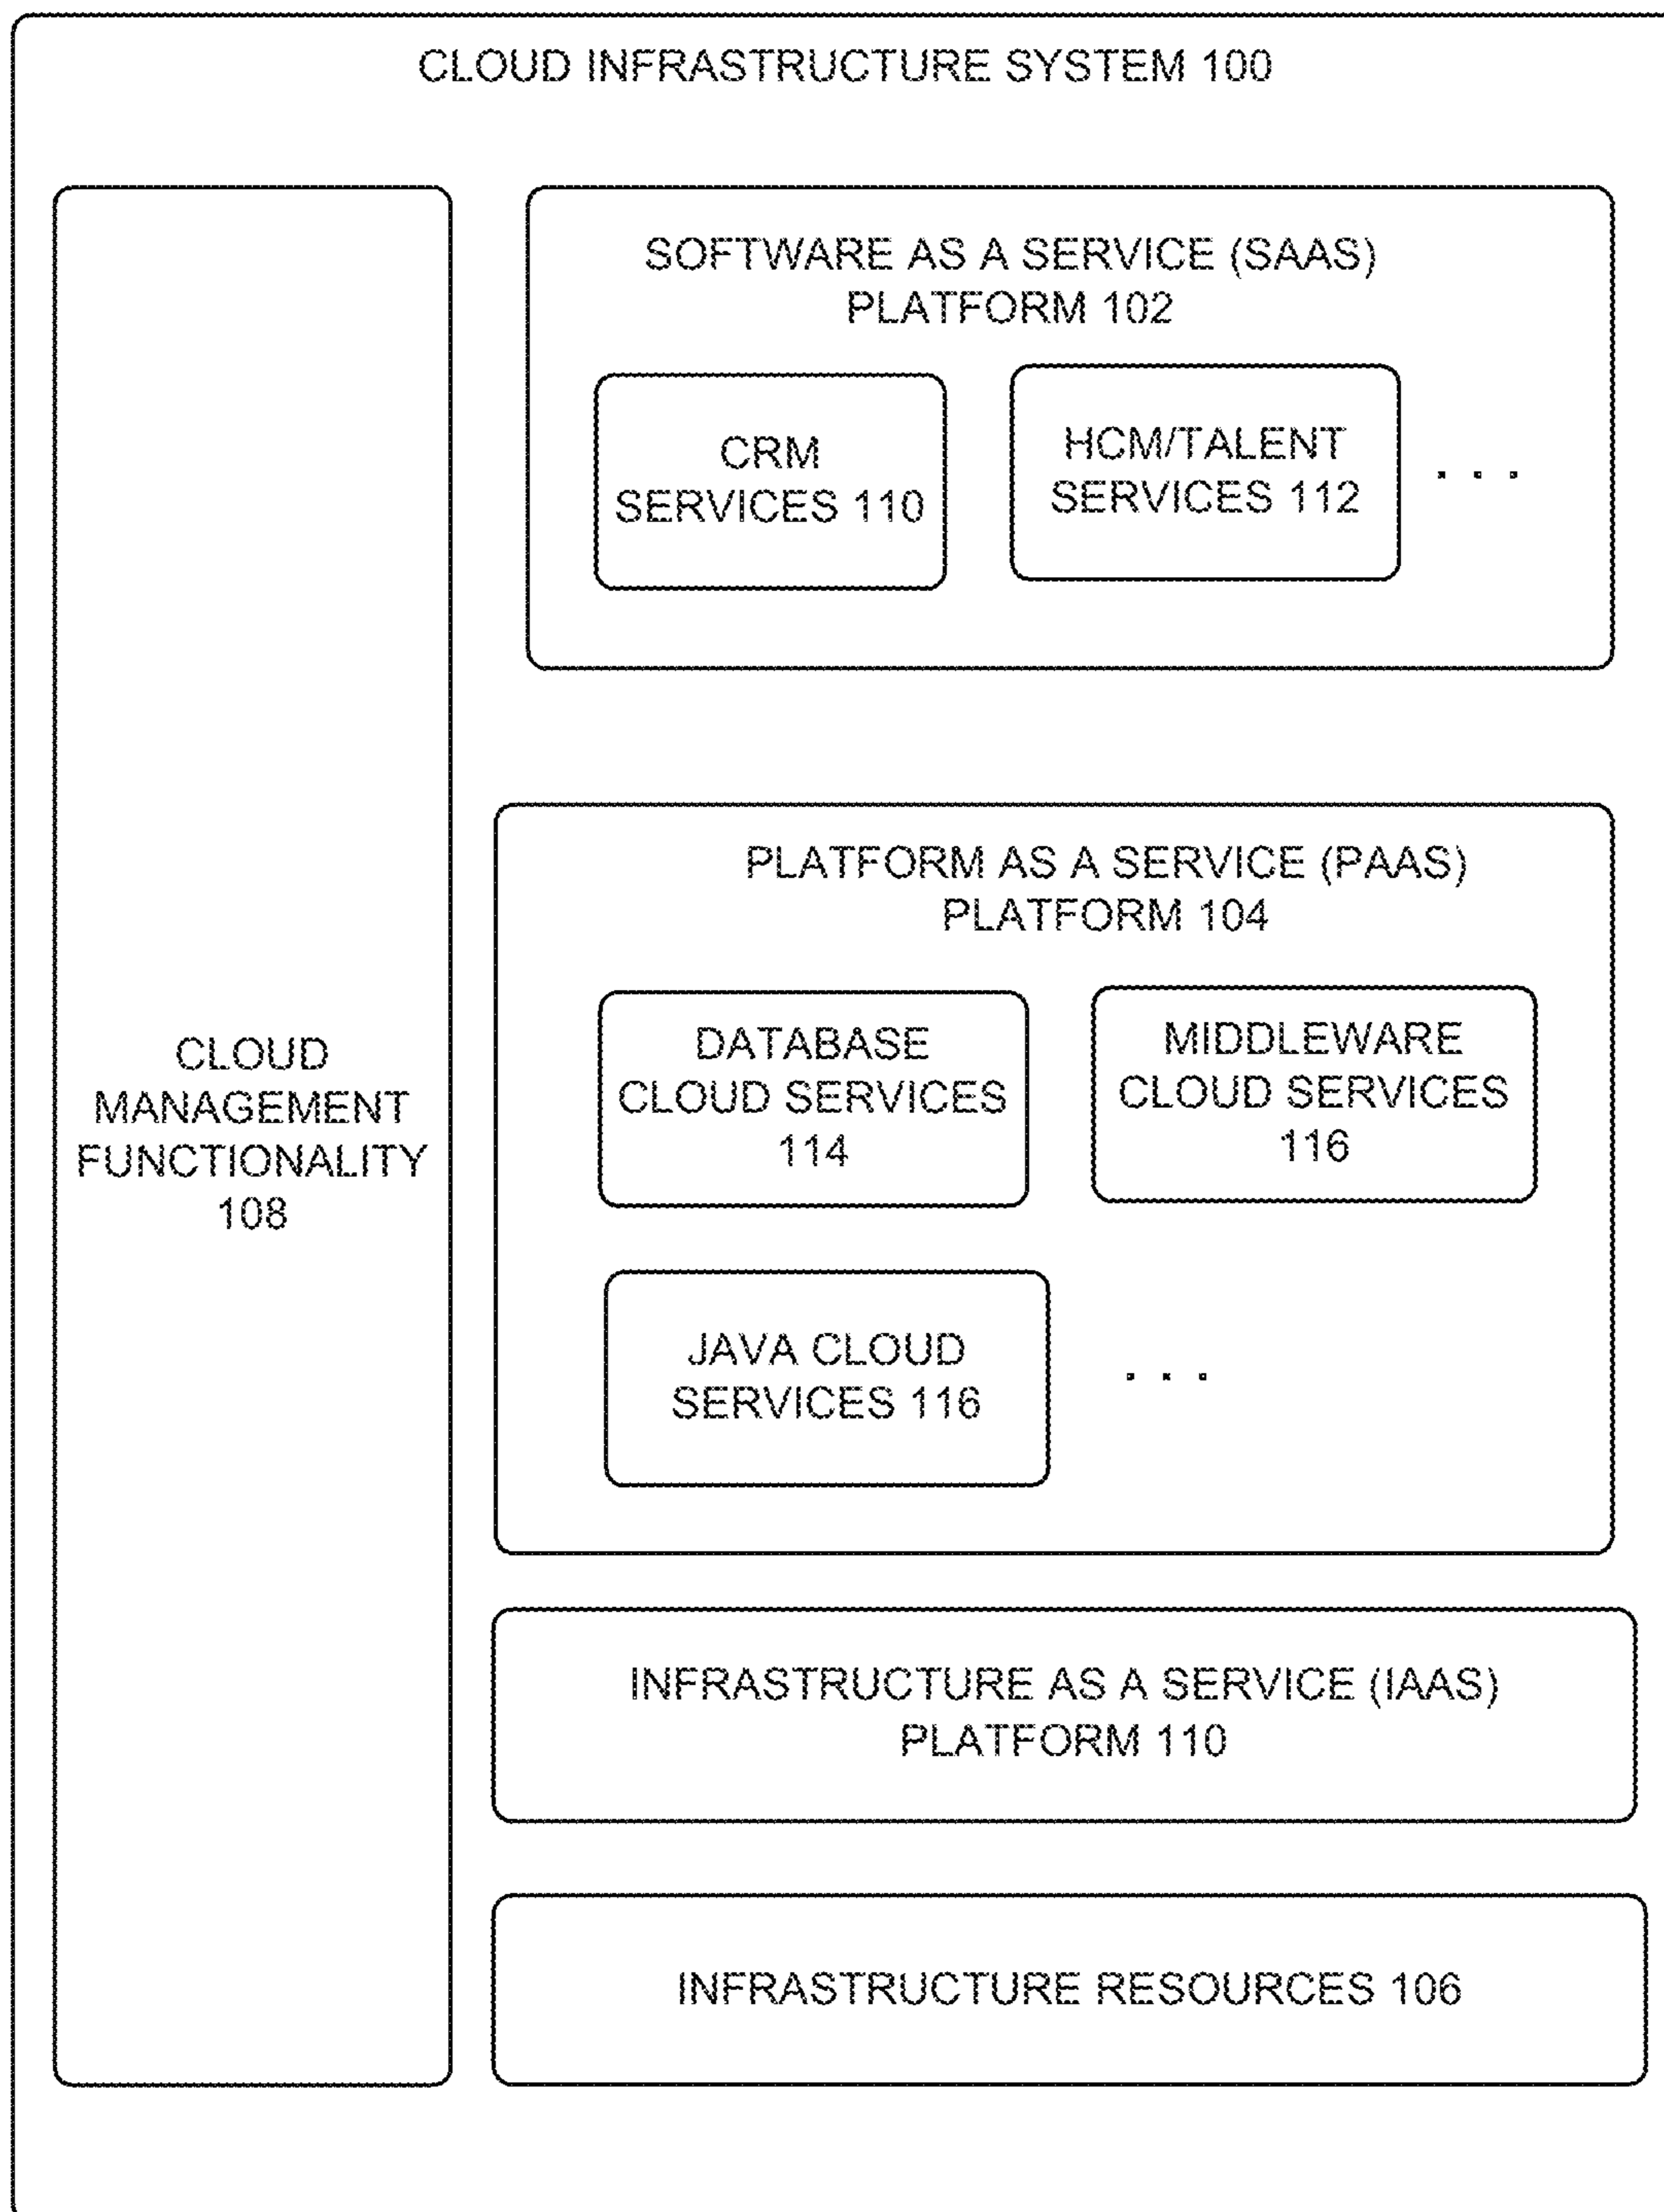 CLOUD INFRASTRUCTURE SYSTEM 100
SOFTWARE AS A SERVICE (SAAS)
PLATFORM 102
CRM
SERVICES 110
HCM/TALENT
SERVICES 112
. . .
PLATFORM AS A SERVICE (PAAS)
PLATFORM 104
DATABASE
CLOUD SERVICES
114
MIDDLEWARE
CLOUD SERVICES
116
CLOUD
MANAGEMENT
FUNCTIONALITY
108
JAVA CLOUD
SERVICES 116
. . .
INFRASTRUCTURE AS A SERVICE (IAAS)
PLATFORM 110
INFRASTRUCTURE RESOURCES 106